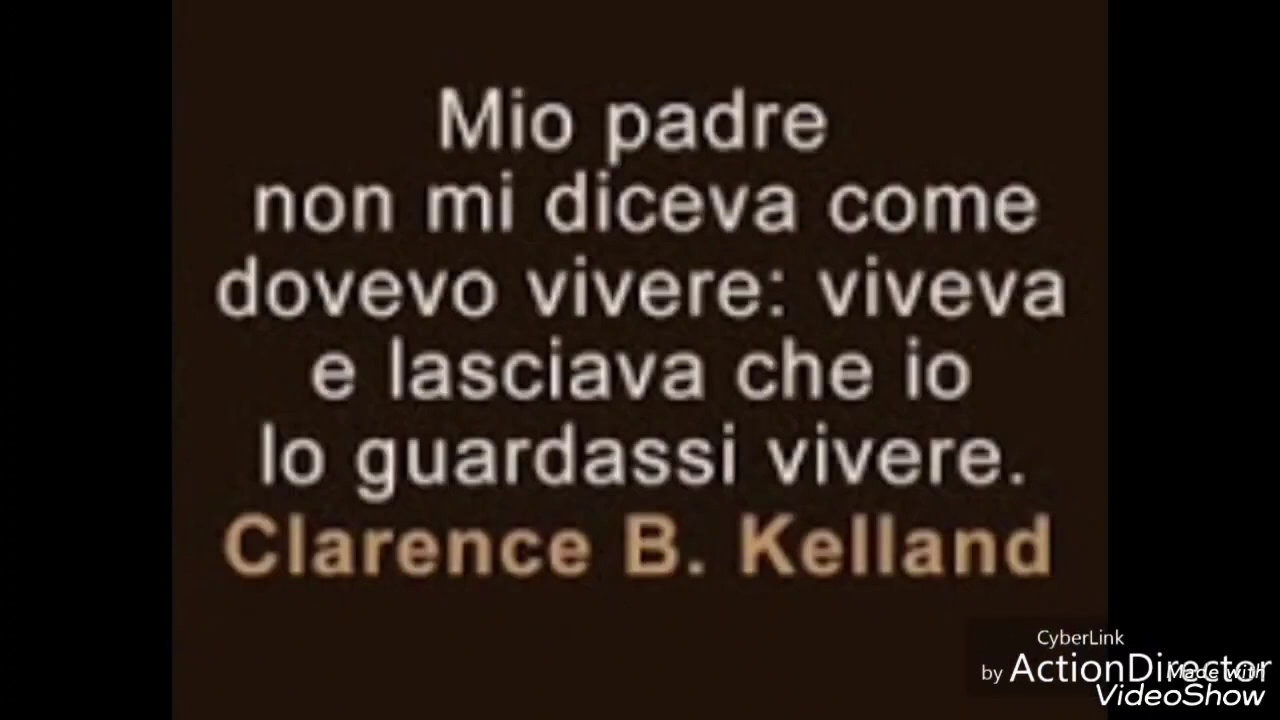 Mio padre
non mi diceva come
dovevo vivere: viveva
e lasciava che io
lo guardassi vivere.
Clarence B. Kelland
CyberLink
by ActionDirector
Made with
VideoShow